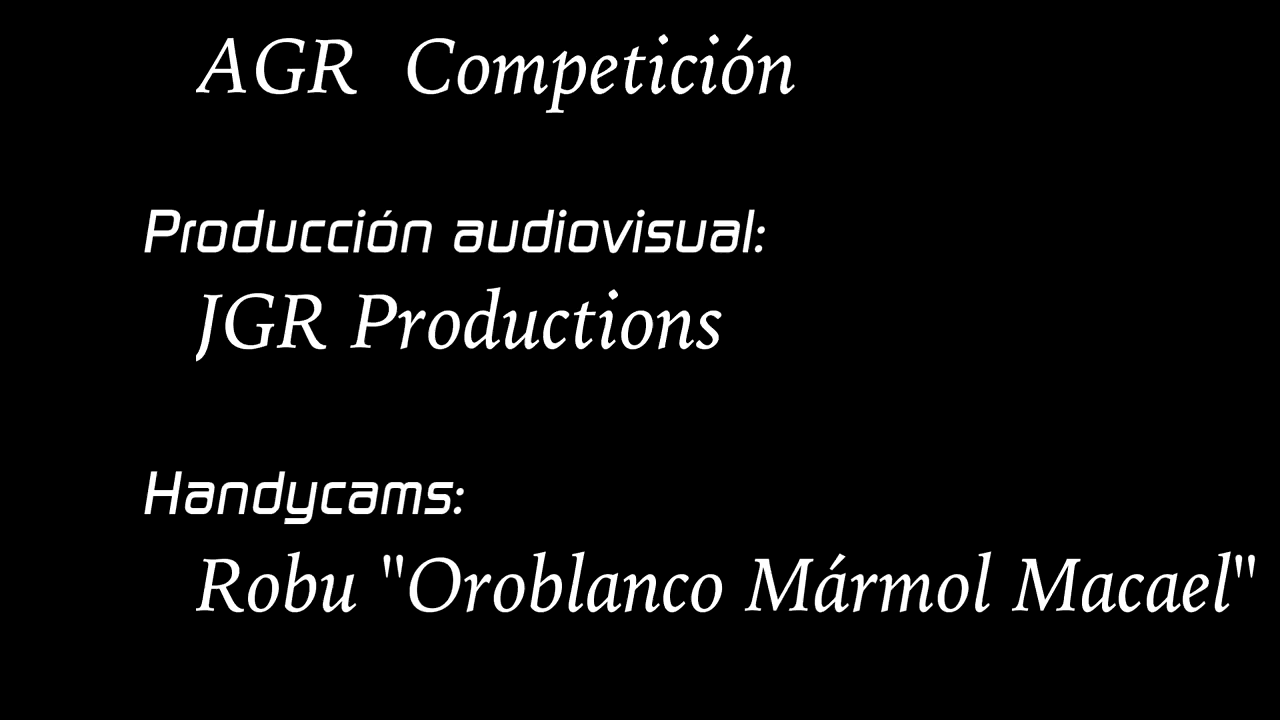 AGR Competición
Producción audiovisual:
JGR Productions
Handycams:
Robu "Oroblanco Mármol Macael"